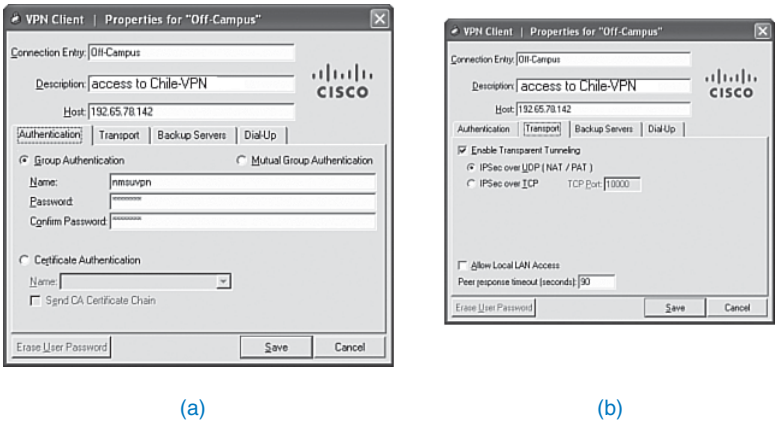 VPN Client | Properties for "Off-Campus"
Connection Entry: Off-Campus
Description: access to Chile-VPN
Host: 192.65.78.142
CISCO
Authentication Transport Backup Servers Dial-Up
Group Authentication Mutual Group Authentication
Name: nmsuvpn
Password: ********
Confirm Password: ********
Certificate Authentication
Name:
Send CA Certificate Chain
Erase User Password Save Cancel
(a)
VPN Client | Properties for "Off-Campus"
Connection Entry: Off-Campus
Description: access to Chile-VPN
Host: 192.65.78.142
CISCO
Authentication Transport Backup Servers Dial-Up
Enable Transparent Tunneling
IPSec over UDP ( NAT / PAT )
IPSec over TCP TCP Port: 10000
Allow Local LAN Access
Peer response timeout (seconds): 90
Erase User Password Save Cancel
(b)